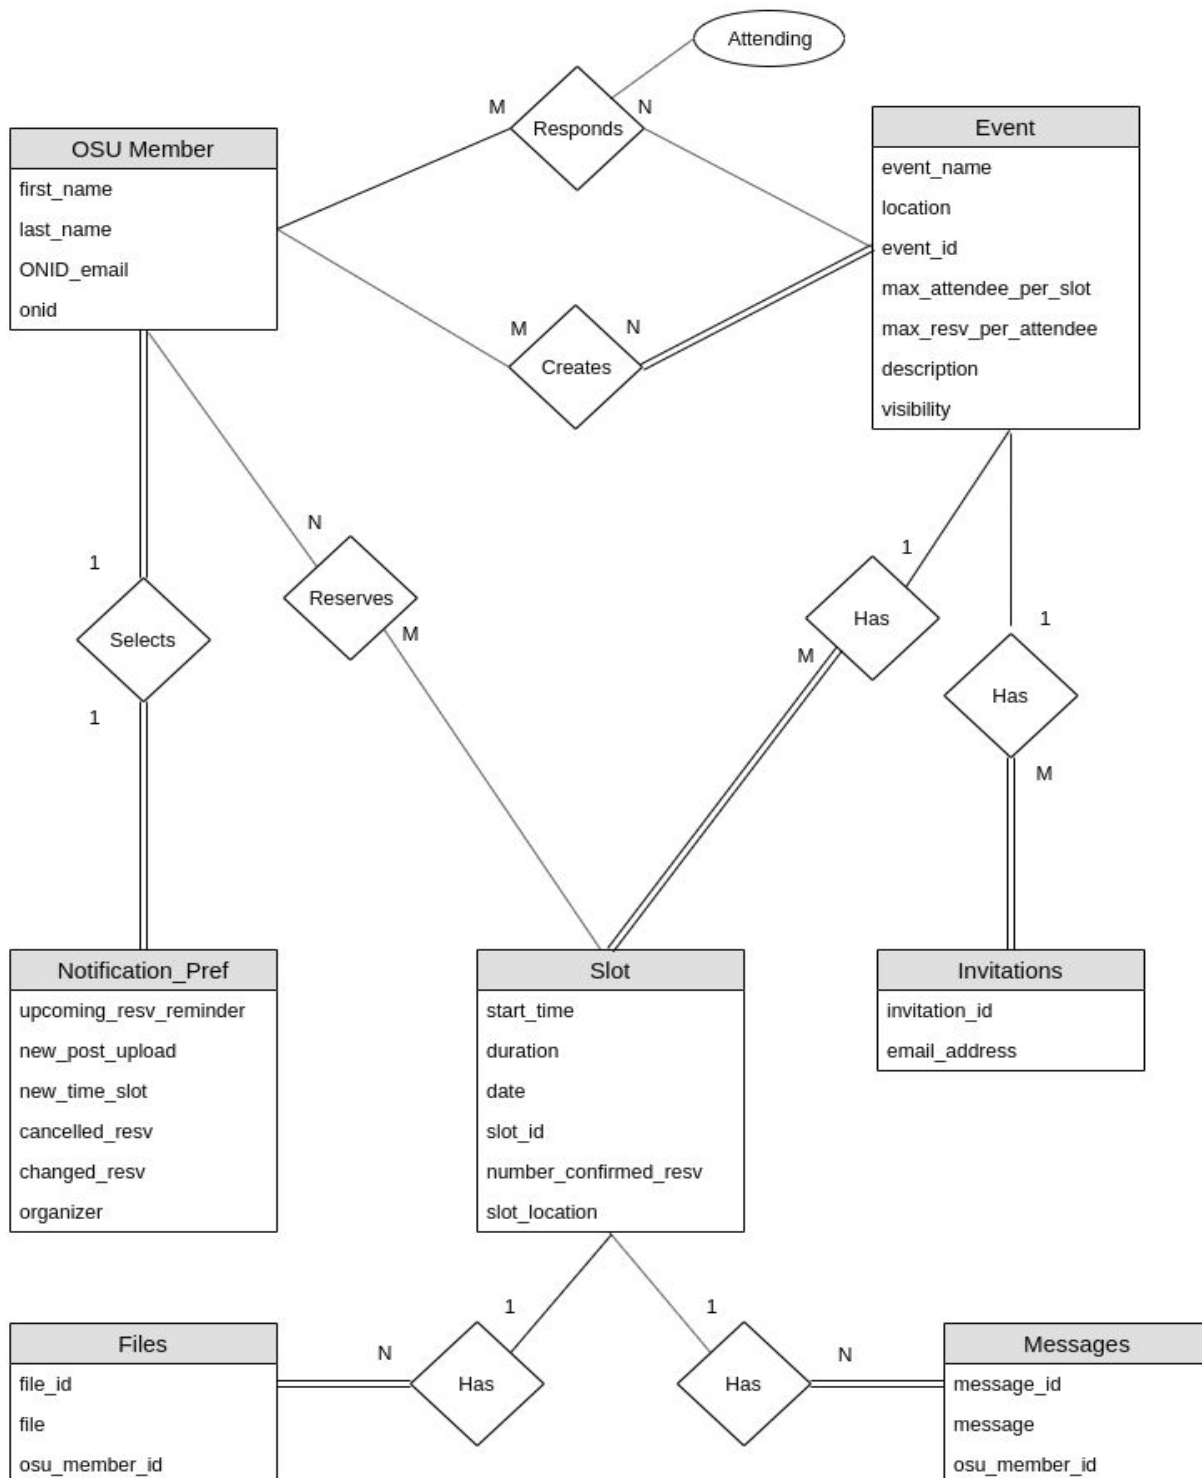 Attending
M
Responds
N
OSU Member
first_name
last_name
ONID_email
onid
Event
event_name
location
event_id
max_attendee_per_slot
max_resv_per_attendee
description
visibility
M
Creates
N
1
Selects
1
N
Reserves
M
1
Has
M
1
Has
M
Notification_Pref
upcoming_resv_reminder
new_post_upload
new_time_slot
cancelled_resv
changed_resv
organizer
Slot
start_time
duration
date
slot_id
number_confirmed_resv
slot_location
Invitations
invitation_id
email_address
Files
file_id
file
osu_member_id
N
Has
1
1
Has
N
Messages
message_id
message
osu_member_id